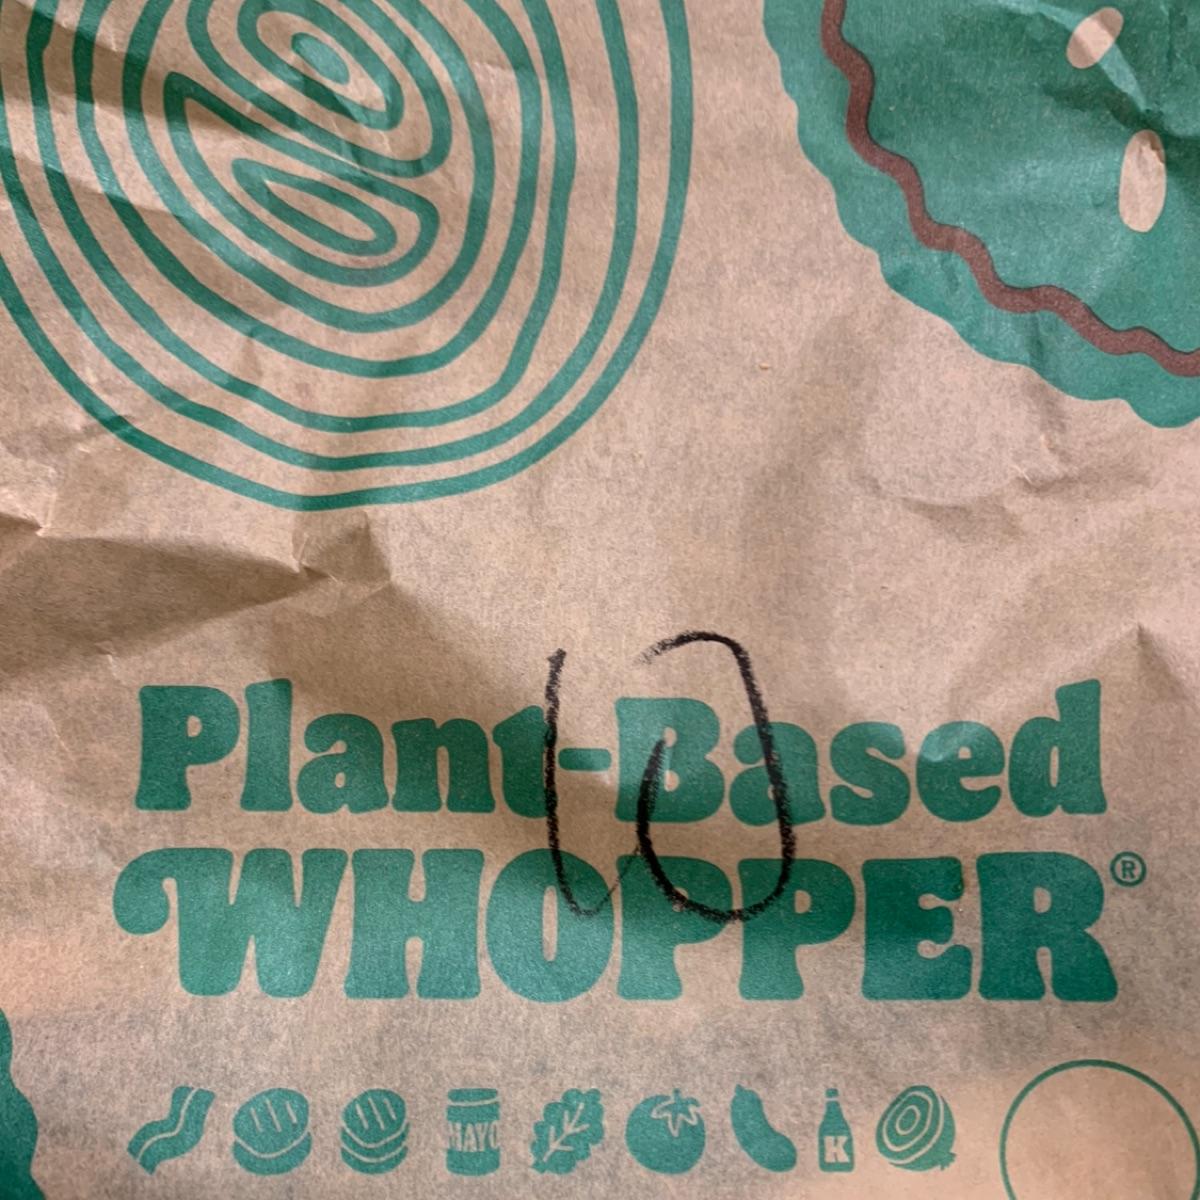 Plant-Based
WHOPPER®
MAYO
K